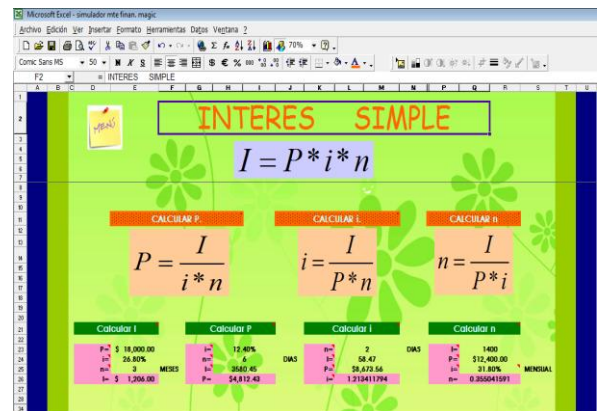 Microsoft Excel - simulador mte finan. magic
Archivo Edición Ver Insertar Formato Herramientas Datos Ventana ?
70%
Comic Sans MS 50 N K S $ € %
F2 = INTERES SIMPLE
A B C D E F G H I J K L M N P Q R S T U
MENÚ
INTERES SIMPLE
I = P*i*n
CALCULAR P. CALCULAR i. CALCULAR n
P = I / i*n
i = I / P*n
n = I / P*i
Calcular I Calcular P Calcular i Calcular n
P= $ 18,000.00 I= 12.40% n= 2 DIAS I= 1400
i= 26.80% n= 6 DIAS I= 58.47 P= $12,400.00
n= 3 MESES I= 3580.45 P= $8,673.56 i= 31.80% MENSUAL
I= $ 1,206.00 P= $4,812.43 i= 1.213411794 n= 0.355041591